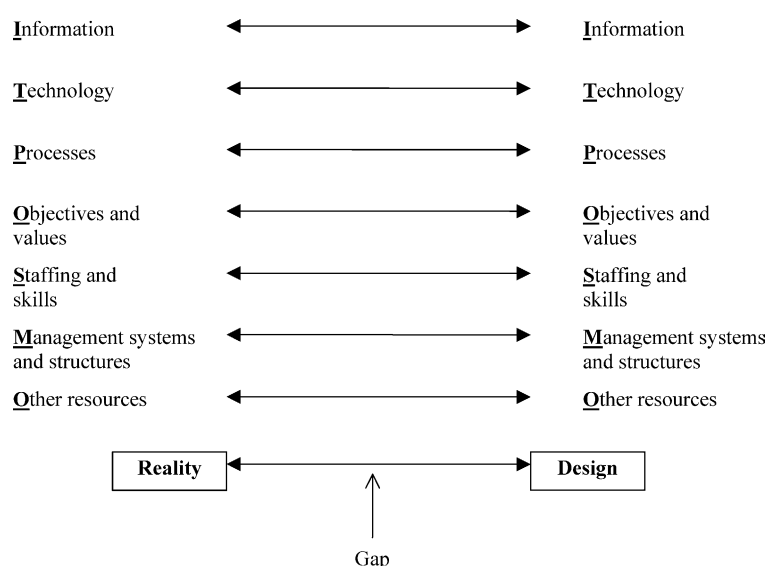 Information Information
Technology Technology
Processes Processes
Objectives and Objectives and
values values
Staffing and Staffing and
skills skills
Management systems Management systems
and structures and structures
Other resources Other resources
Reality Design
Gap